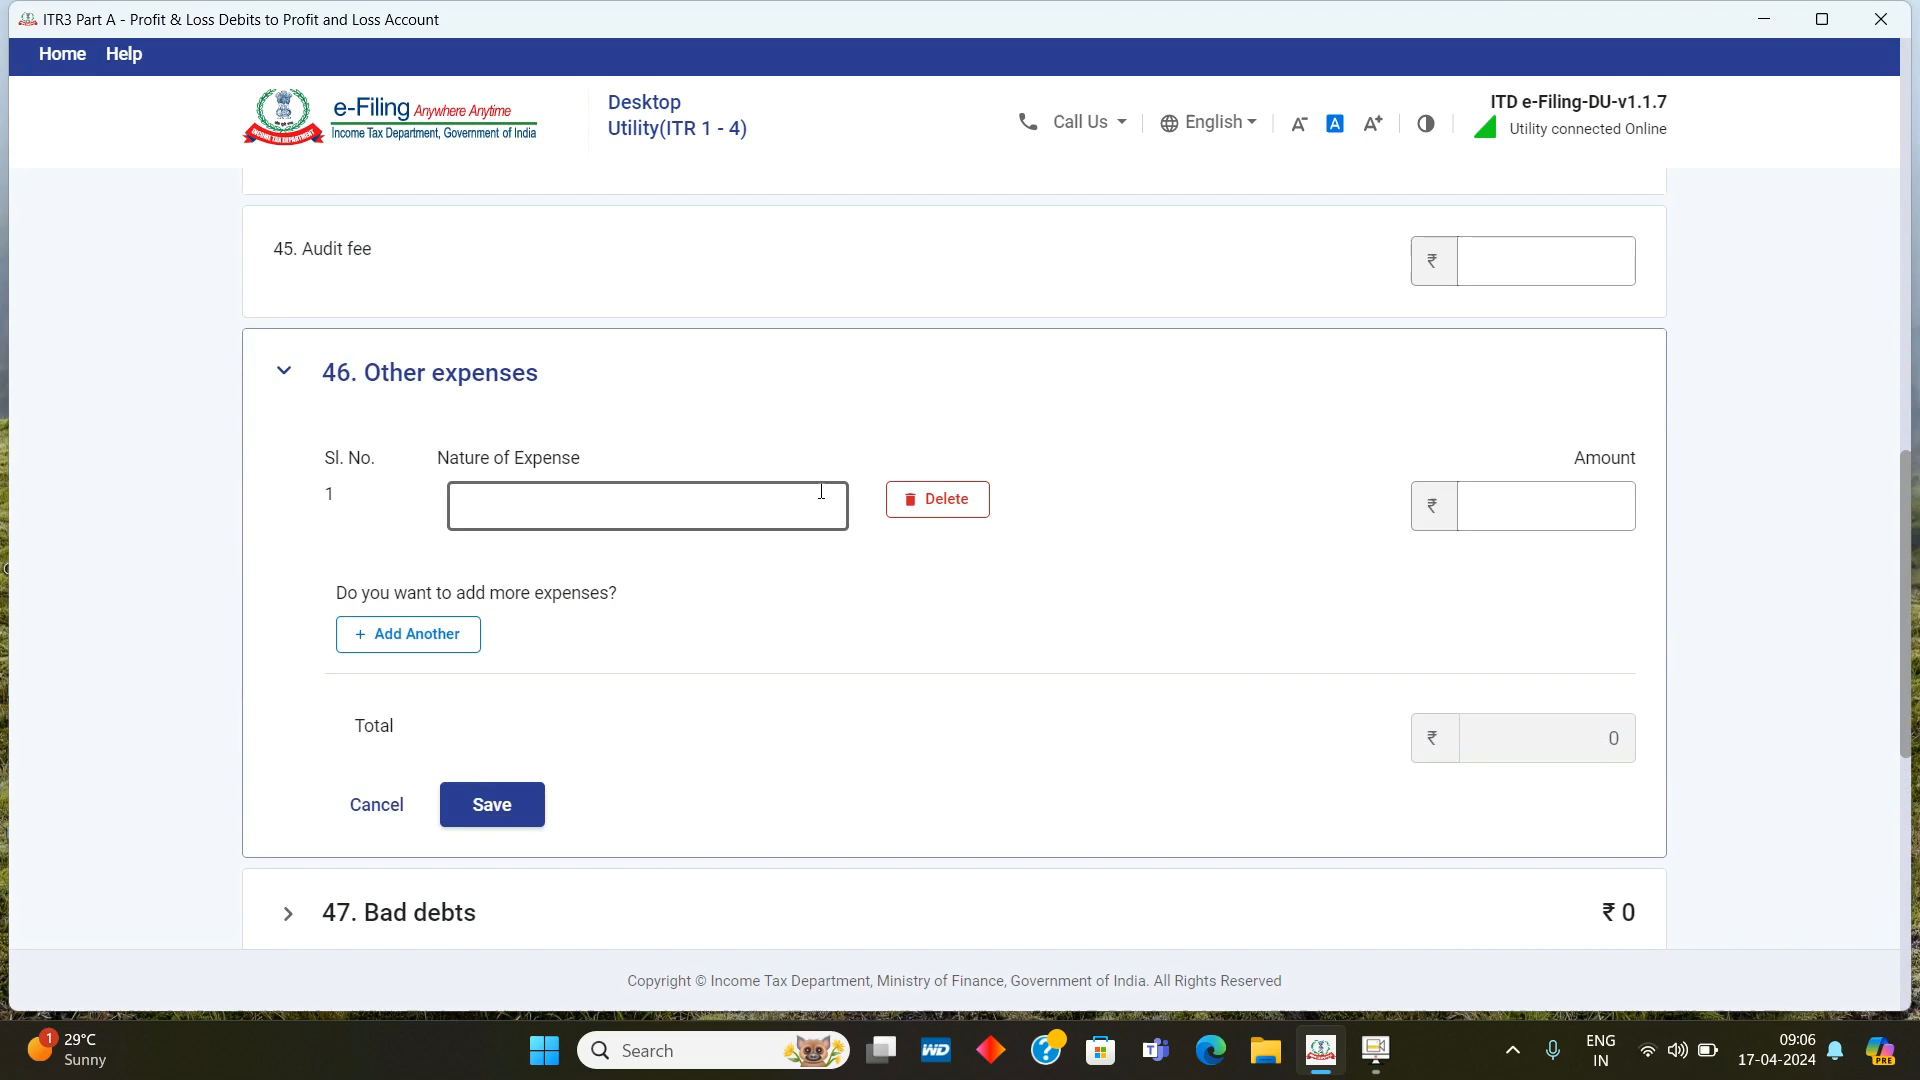 ITR3 Part A - Profit & Loss Debits to Profit and Loss Account
Home Help
e-Filing Anywhere Anytime
Income Tax Department, Government of India
Desktop
Utility(ITR 1 - 4)
Call Us
English
A-
A
A+
ITD e-Filing-DU-v1.1.7
Utility connected Online
45. Audit fee
₹
46. Other expenses
Sl. No. Nature of Expense Amount
1 Delete ₹
Do you want to add more expenses?
+ Add Another
Total ₹ 0
Cancel Save
47. Bad debts ₹ 0
Copyright © Income Tax Department, Ministry of Finance, Government of India. All Rights Reserved
1
29°C
Sunny
Search
WD
ENG
IN
09:06
17-04-2024
PRE